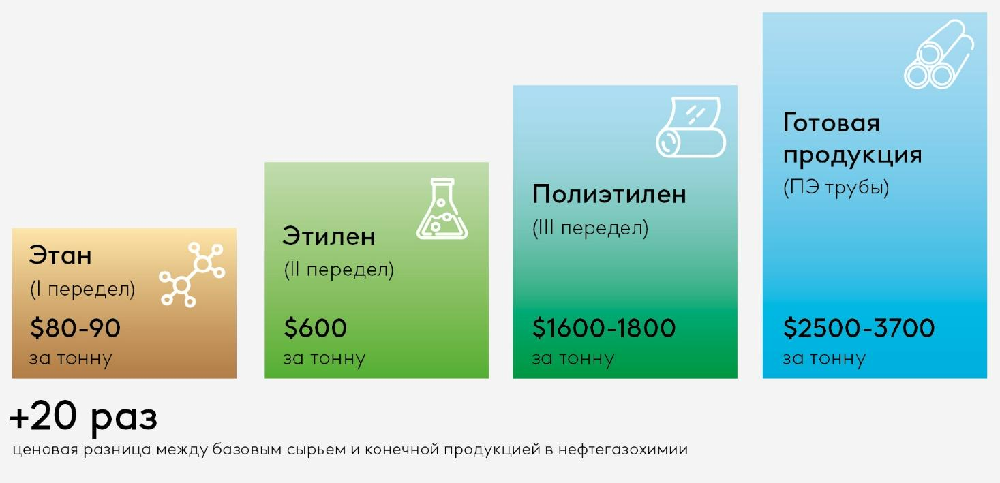 Этан
(I передел)
$80-90
за тонну
Этилен
(II передел)
$600
за тонну
Полиэтилен
(III передел)
$1600-1800
за тонну
Готовая
продукция
(ПЭ трубы)
$2500-3700
за тонну
+20 раз
ценовая разница между базовым сырьем и конечной продукцией в нефтегазохимии